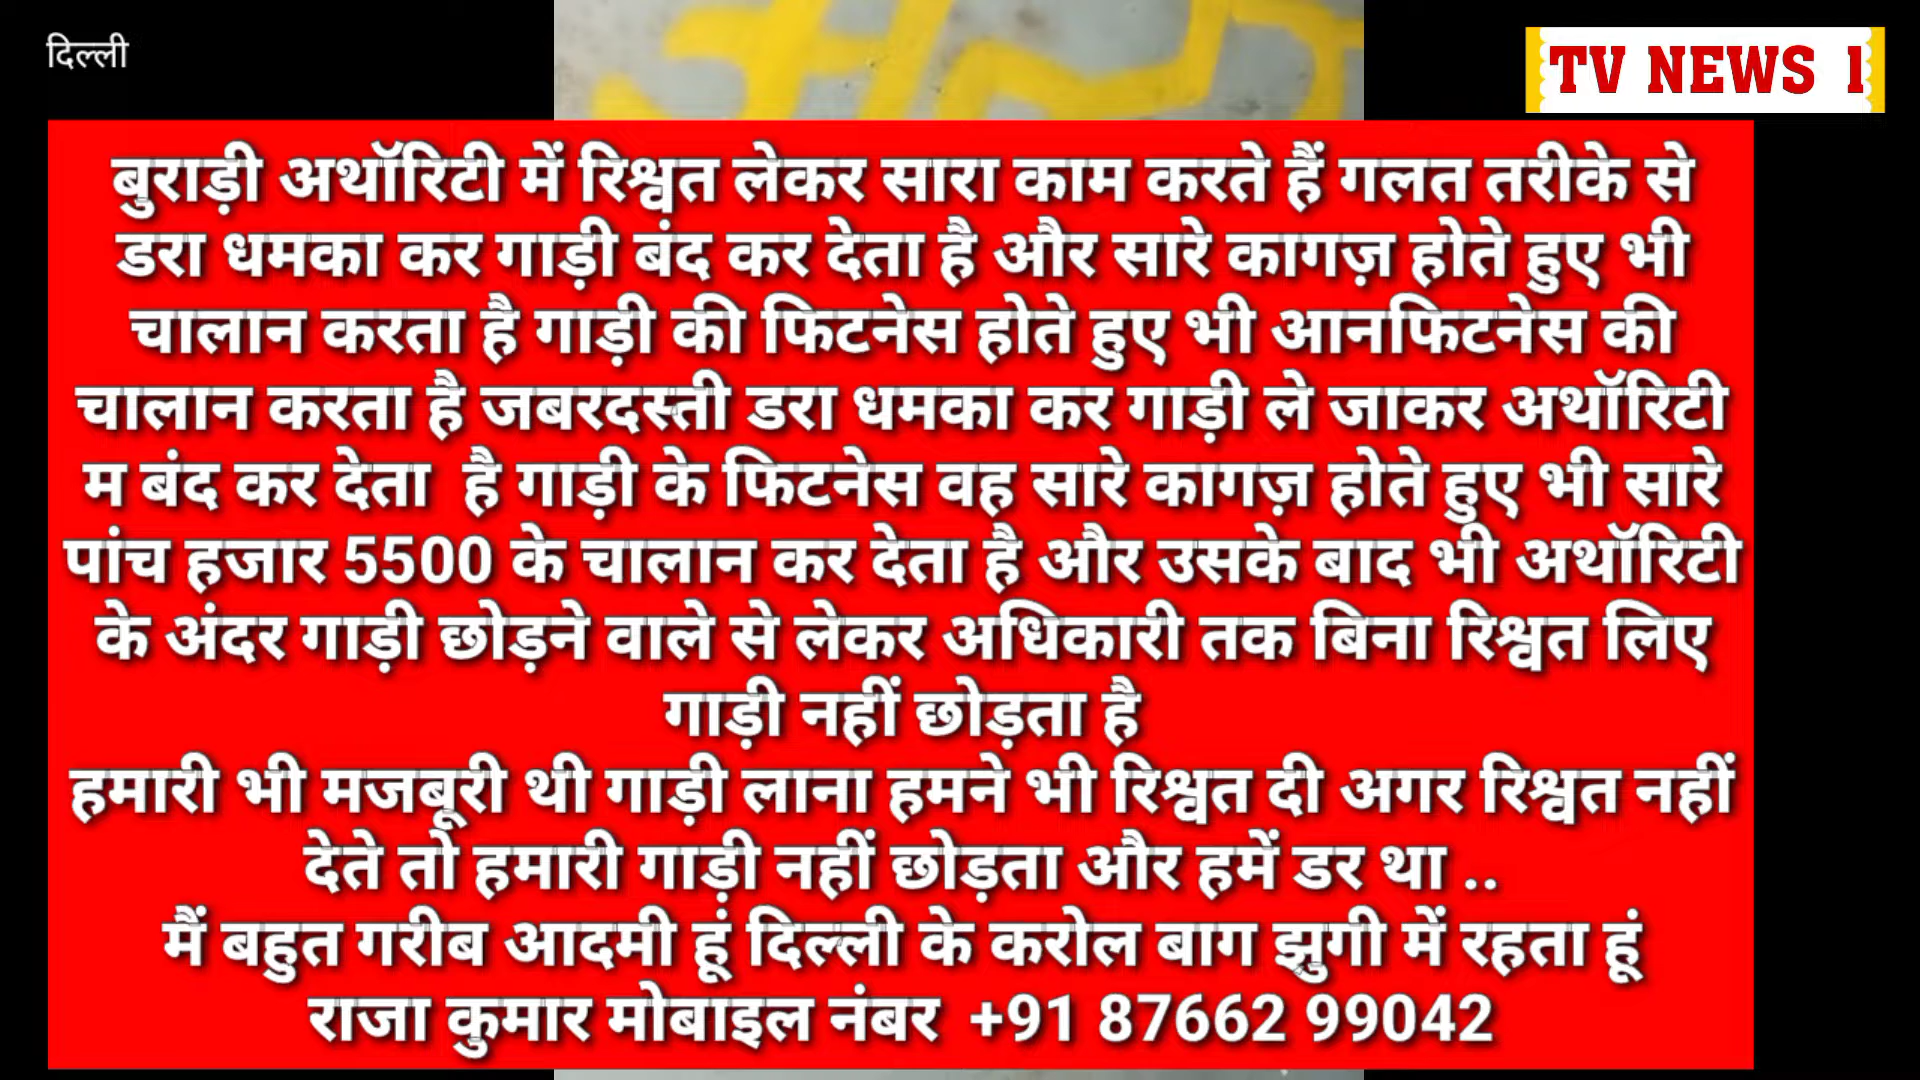 दिल्ली
TV NEWS 1
बुराड़ी अथॉरिटी में रिश्वत लेकर सारा काम करते हैं गलत तरीके से
डरा धमका कर गाड़ी बंद कर देता है और सारे कागज़ होते हुए भी
चालान करता है गाड़ी की फिटनेस होते हुए भी आनफिटनेस की
चालान करता है जबरदस्ती डरा धमका कर गाड़ी ले जाकर अथॉरिटी
म बंद कर देता है गाड़ी के फिटनेस वह सारे कागज़ होते हुए भी सारे
पांच हजार 5500 के चालान कर देता है और उसके बाद भी अथॉरिटी
के अंदर गाड़ी छोड़ने वाले से लेकर अधिकारी तक बिना रिश्वत लिए
गाड़ी नहीं छोड़ता है
हमारी भी मजबूरी थी गाड़ी लाना हमने भी रिश्वत दी अगर रिश्वत नहीं
देते तो हमारी गाड़ी नहीं छोड़ता और हमें डर था ..
मैं बहुत गरीब आदमी हूं दिल्ली के करोल बाग झुगी में रहता हूं
राजा कुमार मोबाइल नंबर +91 87662 99042